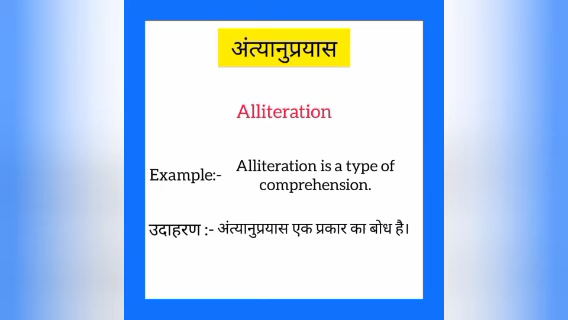 अंत्यानुप्रयास
Alliteration
Example:- Alliteration is a type of
comprehension.
उदाहरण :- अंत्यानुप्रयास एक प्रकार का बोध है।